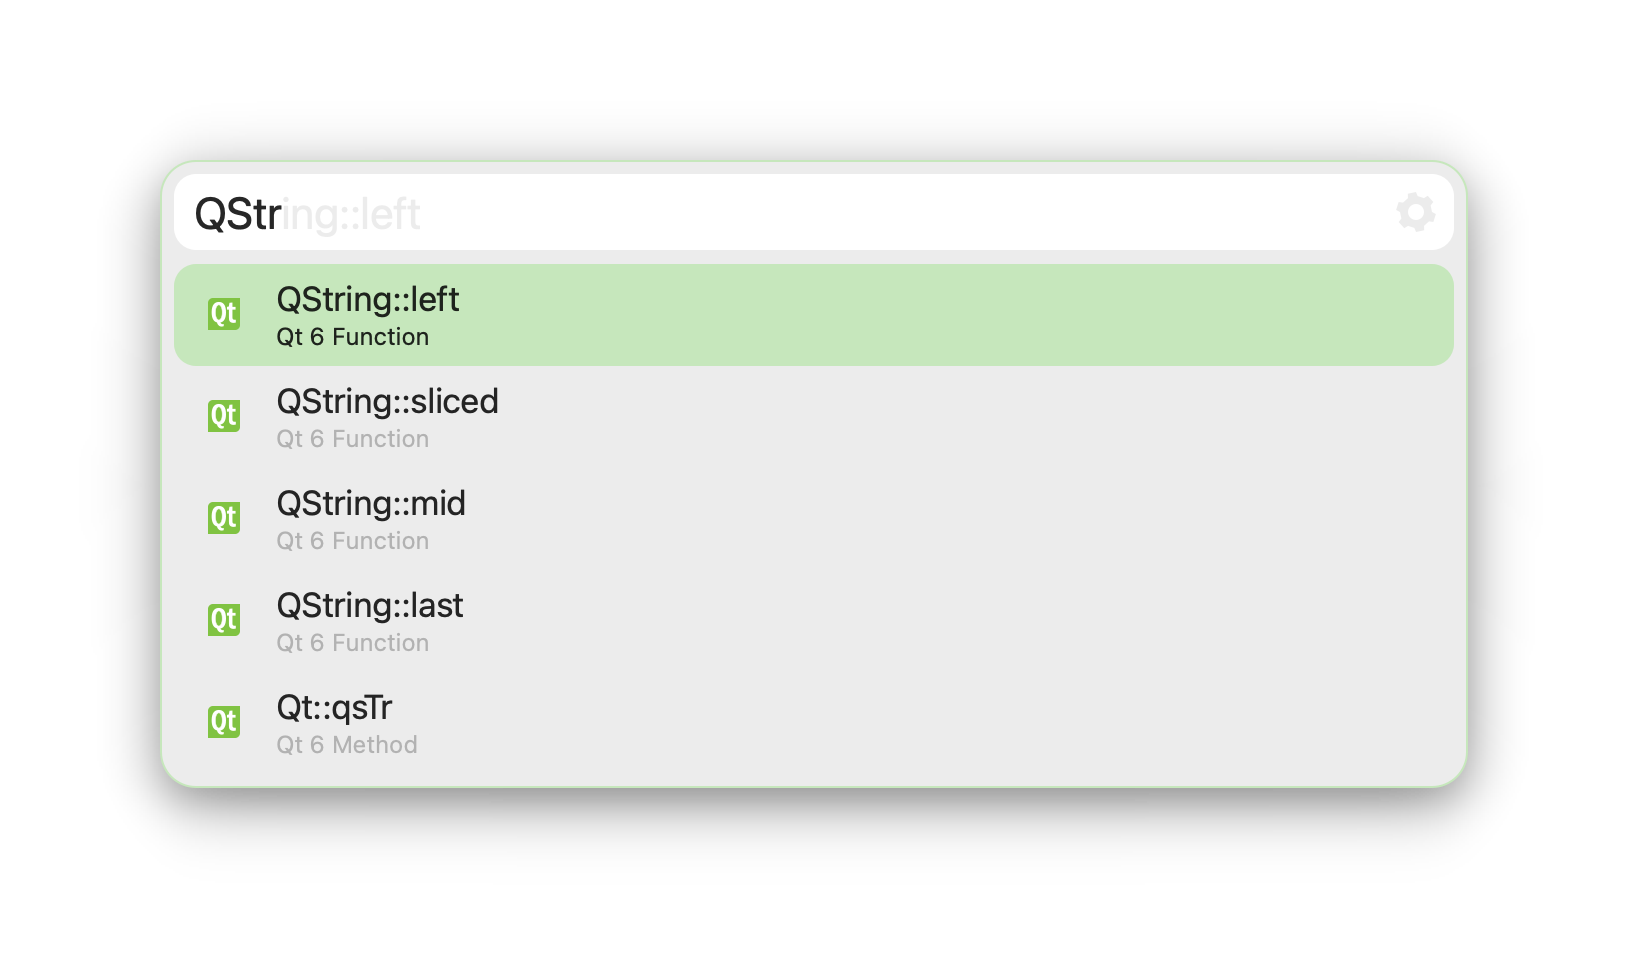 QString::left
Qt QString::left
Qt 6 Function
Qt QString::sliced
Qt 6 Function
Qt QString::mid
Qt 6 Function
Qt QString::last
Qt 6 Function
Qt Qt::qsTr
Qt 6 Method